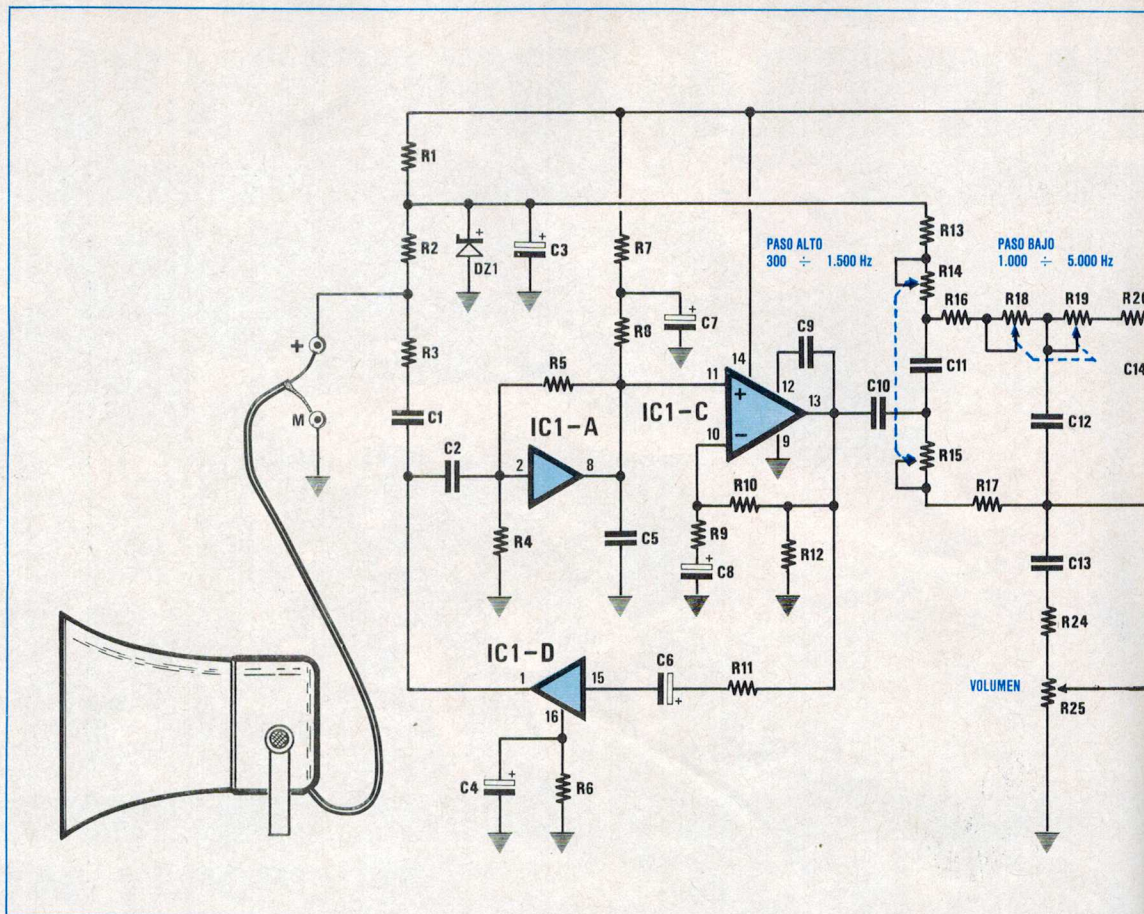 R1
R2
DZ1
C3
R7
C7
R8
R3
C1
+
M
R5
C2
IC1-A
2
8
R4
C5
IC1-C
14
11
+
12
13
10
−
9
C9
R10
R9
C8
R12
C10
PASO ALTO
300 ÷ 1.500 Hz
R13
R14
R16
C11
R15
R17
PASO BAJO
1.000 ÷ 5.000 Hz
R18
R19
R20
C14
C12
C13
R24
VOLUMEN
R25
IC1-D
1
15
16
C6
+
R11
C4
R6